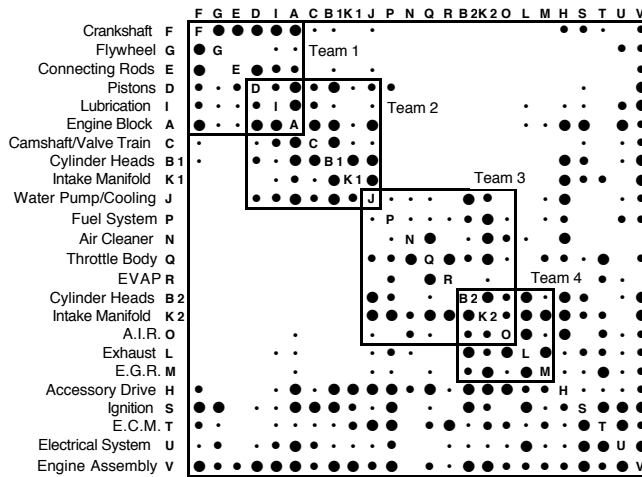 F G E D I A C B1 K1 J P N Q R B2 K2 O L M H S T U V
Crankshaft F F
Flywheel G G
Team 1
Connecting Rods E E
Pistons D D
Lubrication I I
Team 2
Engine Block A A
Camshaft/Valve Train C C
Cylinder Heads B1 B1
Intake Manifold K1 K1
Team 3
Water Pump/Cooling J J
Fuel System P P
Air Cleaner N N
Throttle Body Q Q
EVAP R R
Team 4
Cylinder Heads B2 B2
Intake Manifold K2 K2
A.I.R. O O
Exhaust L L
E.G.R. M M
Accessory Drive H H
Ignition S S
E.C.M. T T
Electrical System U U
Engine Assembly V V